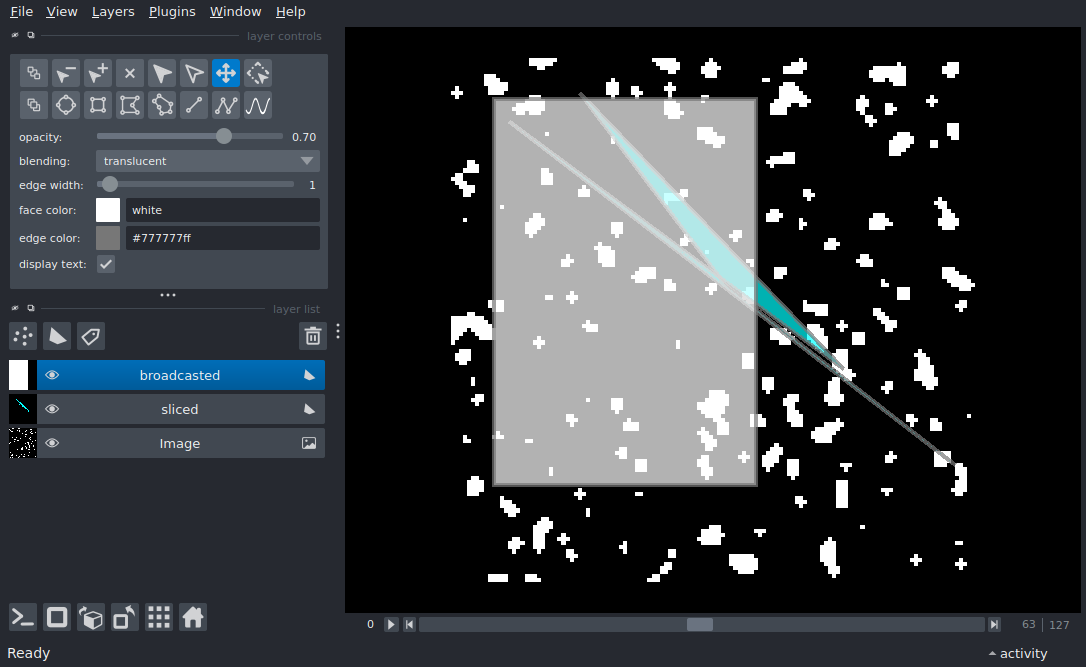 File View Layers Plugins Window Help
layer controls
opacity: 0.70
blending: translucent
edge width: 1
face color: white
edge color: #777777ff
display text:
layer list
broadcasted
sliced
Image
0 63 127
Ready activity